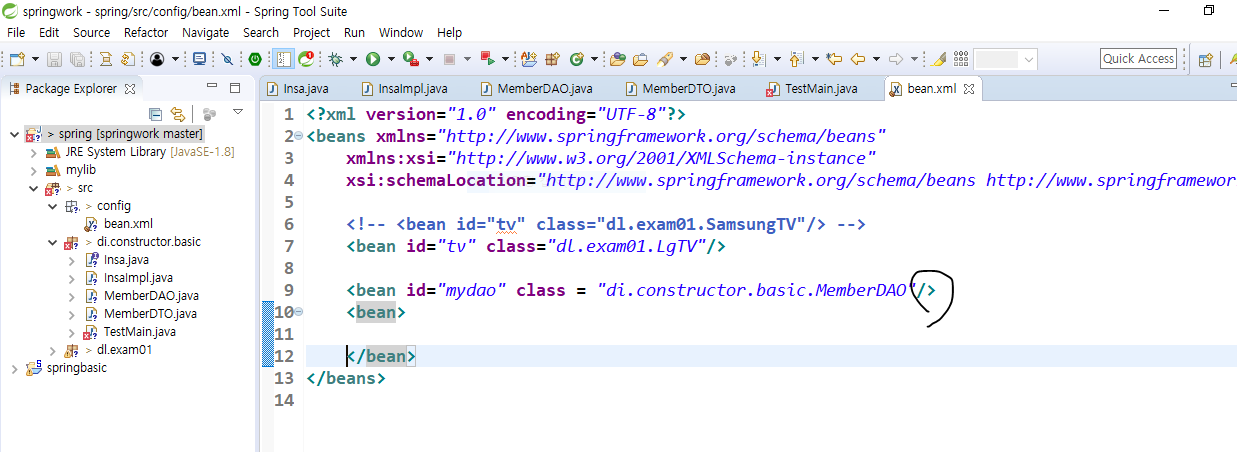 springwork - spring/src/config/bean.xml - Spring Tool Suite
File Edit Source Refactor Navigate Search Project Run Window Help
Quick Access
Package Explorer
Insa.java InsaImpl.java MemberDAO.java MemberDTO.java TestMain.java bean.xml
> spring [springwork master]
JRE System Library [JavaSE-1.8]
mylib
> src
> config
bean.xml
> di.constructor.basic
Insa.java
InsaImpl.java
MemberDAO.java
MemberDTO.java
TestMain.java
> dl.exam01
springbasic
1 <?xml version="1.0" encoding="UTF-8"?>
2 <beans xmlns="http://www.springframework.org/schema/beans"
3 xmlns:xsi="http://www.w3.org/2001/XMLSchema-instance"
4 xsi:schemaLocation="http://www.springframework.org/schema/beans http://www.springframewor
5
6 <!-- <bean id="tv" class="dl.exam01.SamsungTV"/> -->
7 <bean id="tv" class="dl.exam01.LgTV"/>
8
9 <bean id="mydao" class = "di.constructor.basic.MemberDAO"/>
10 <bean>
11
12 </bean>
13 </beans>
14